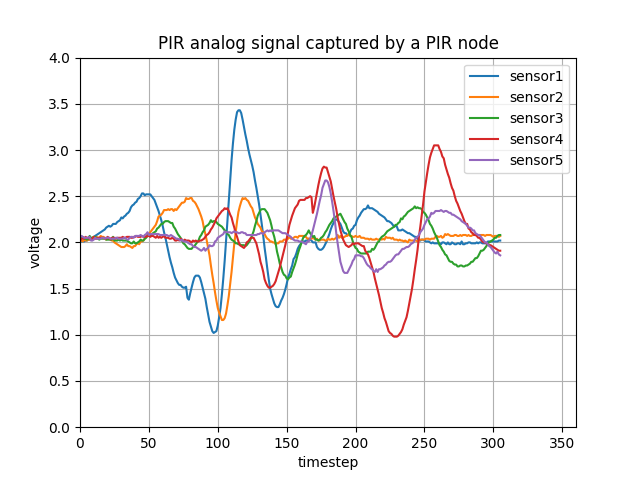 PIR analog signal captured by a PIR node
4.0
3.5
3.0
2.5
2.0
1.5
1.0
0.5
0.0
voltage
sensor1
sensor2
sensor3
sensor4
sensor5
0 50 100 150 200 250 300 350
timestep